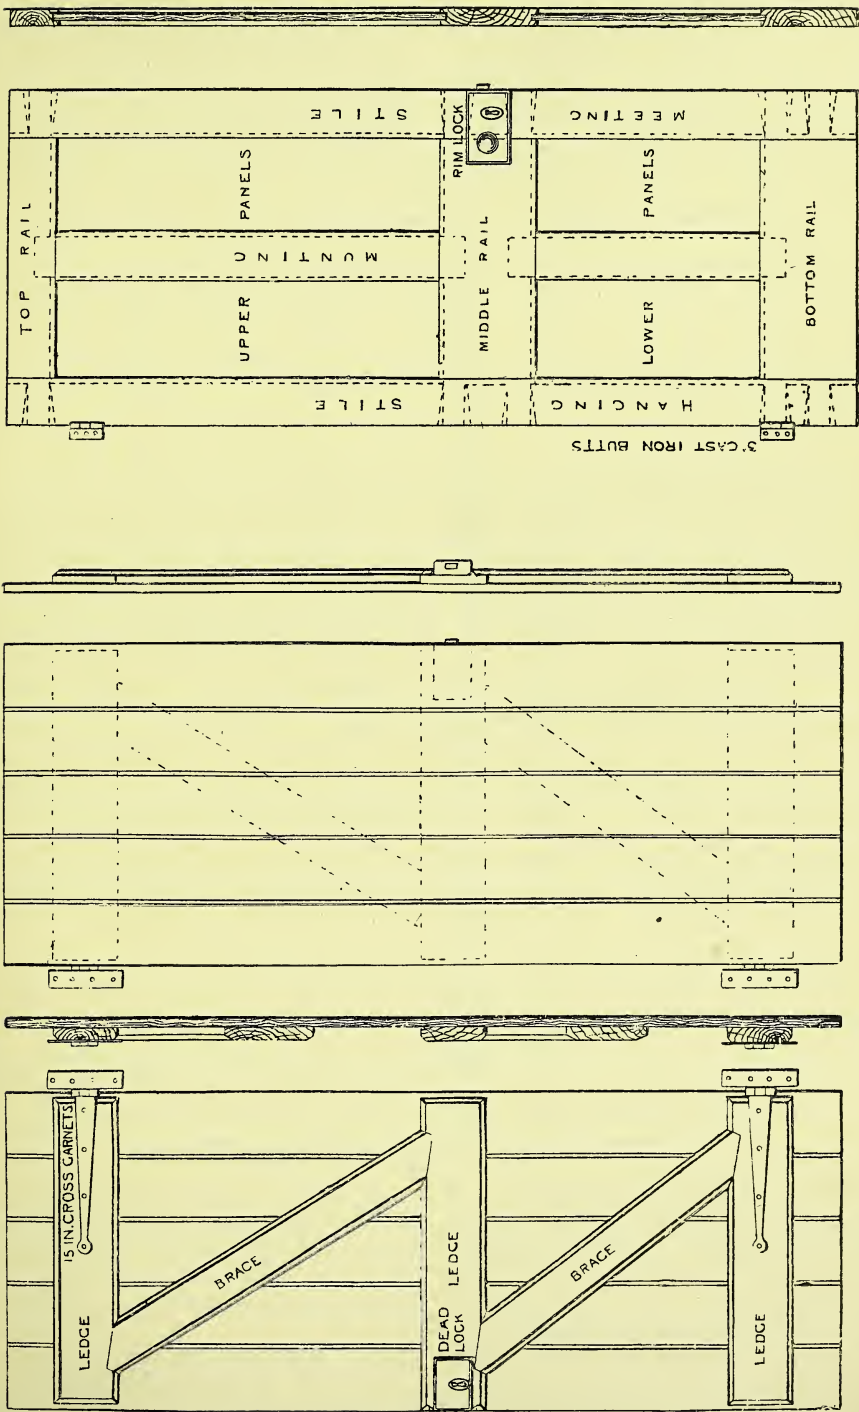 STILE
MEETING
RIM LOCK
TOP RAIL
PANELS
PANELS
MUNTING
MIDDLE RAIL
BOTTOM RAIL
UPPER
LOWER
STILE
HANGING
3" CAST IRON BUTTS
15 IN. CROSS GARNETS
LEDGE
BRACE
DEAD
LOCK
LEDGE
BRACE
LEDGE